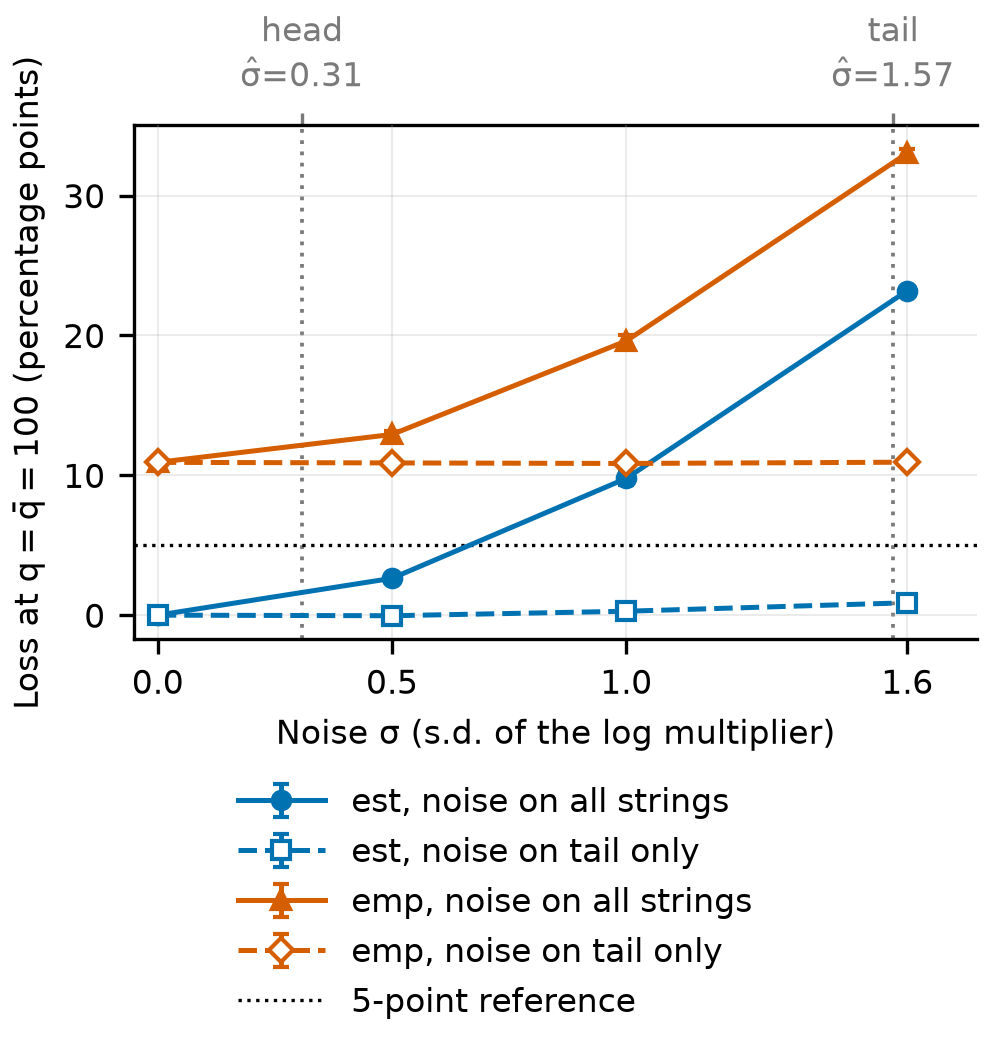 head
σ̂=0.31
tail
σ̂=1.57
Loss at q = q̄ = 100 (percentage points)
30
20
10
0
0.0
0.5
1.0
1.6
Noise σ (s.d. of the log multiplier)
est, noise on all strings
est, noise on tail only
emp, noise on all strings
emp, noise on tail only
5-point reference